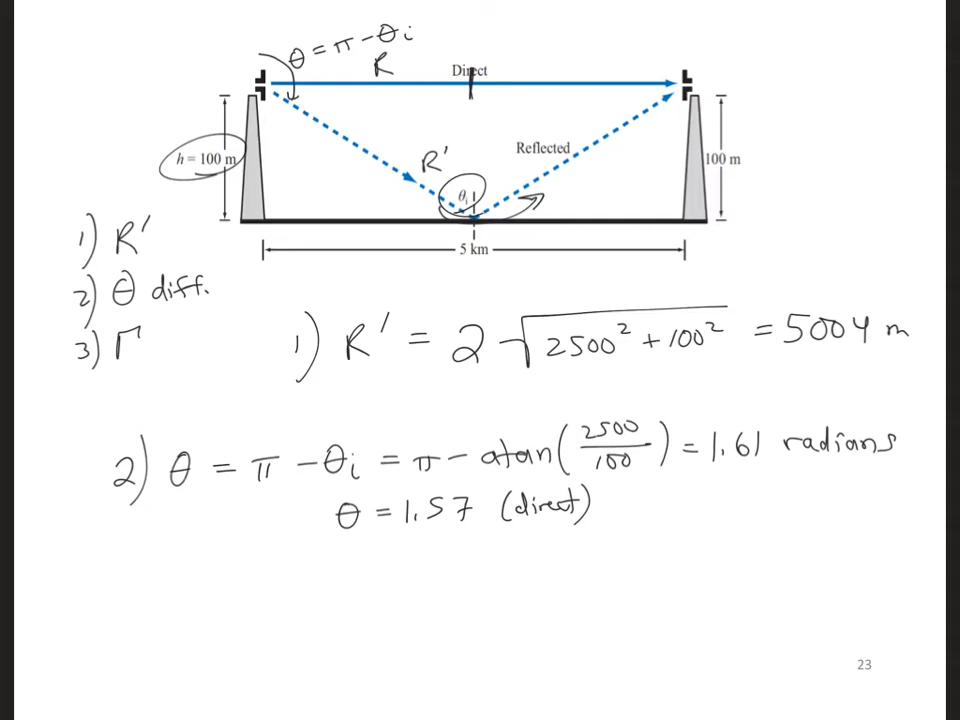 θ = π - θi
R
Direct
h = 100 m
R'
Reflected
100 m
θi
5 km
1) R'
2) θ diff.
3) Γ
1) R' = 2 √(2500² + 100²) = 5004 m
2) θ = π - θi = π - atan(2500/100) = 1.61 radians
θ = 1.57 (direct)
23